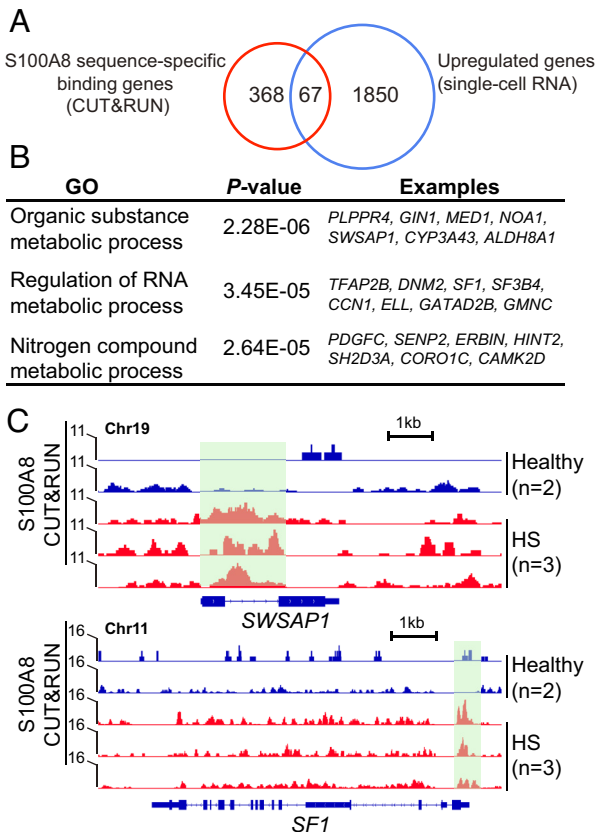 A
S100A8 sequence-specific
binding genes
(CUT&RUN)
368 67 1850
Upregulated genes
(single-cell RNA)
B
GO P-value Examples
Organic substance
metabolic process
2.28E-06
PLPPR4, GIN1, MED1, NOA1,
SWSAP1, CYP3A43, ALDH8A1
Regulation of RNA
metabolic process
3.45E-05
TFAP2B, DNM2, SF1, SF3B4,
CCN1, ELL, GATAD2B, GMNC
Nitrogen compound
metabolic process
2.64E-05
PDGFC, SENP2, ERBIN, HINT2,
SH2D3A, CORO1C, CAMK2D
C
S100A8
CUT&RUN
11
11
11
11
11
Chr19
1kb
Healthy
(n=2)
HS
(n=3)
SWSAP1
S100A8
CUT&RUN
16
16
16
16
16
Chr11
1kb
Healthy
(n=2)
HS
(n=3)
SF1